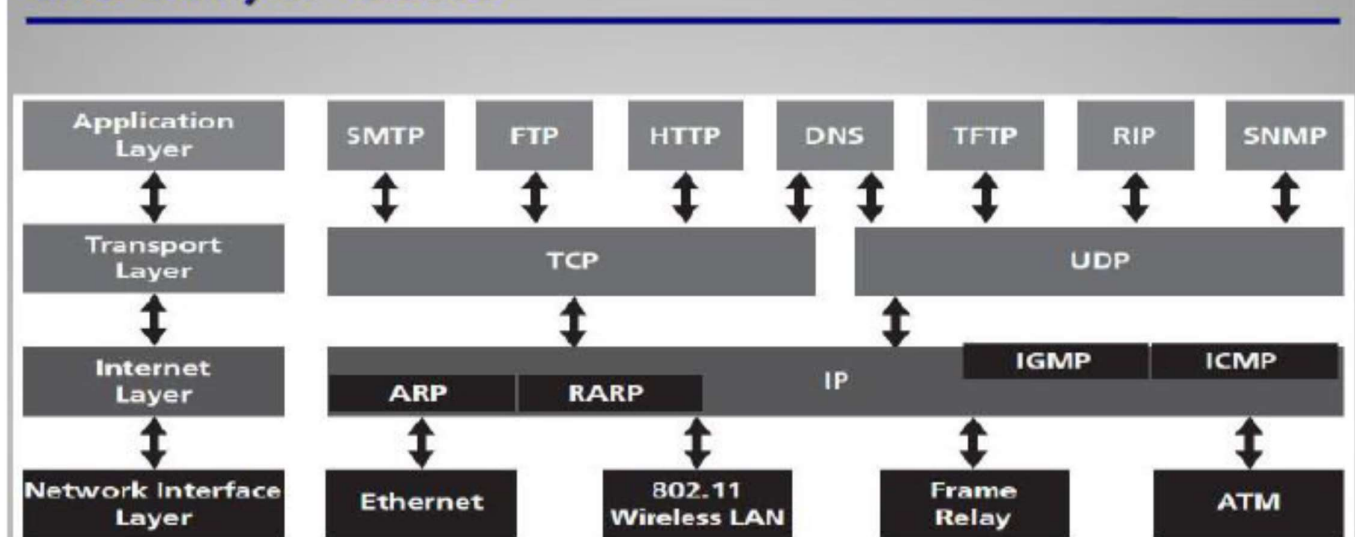 Application
Layer
SMTP
FTP
HTTP
DNS
TFTP
RIP
SNMP
Transport
Layer
TCP
UDP
Internet
Layer
ARP
RARP
IP
IGMP
ICMP
Network Interface
Layer
Ethernet
802.11
Wireless LAN
Frame
Relay
ATM